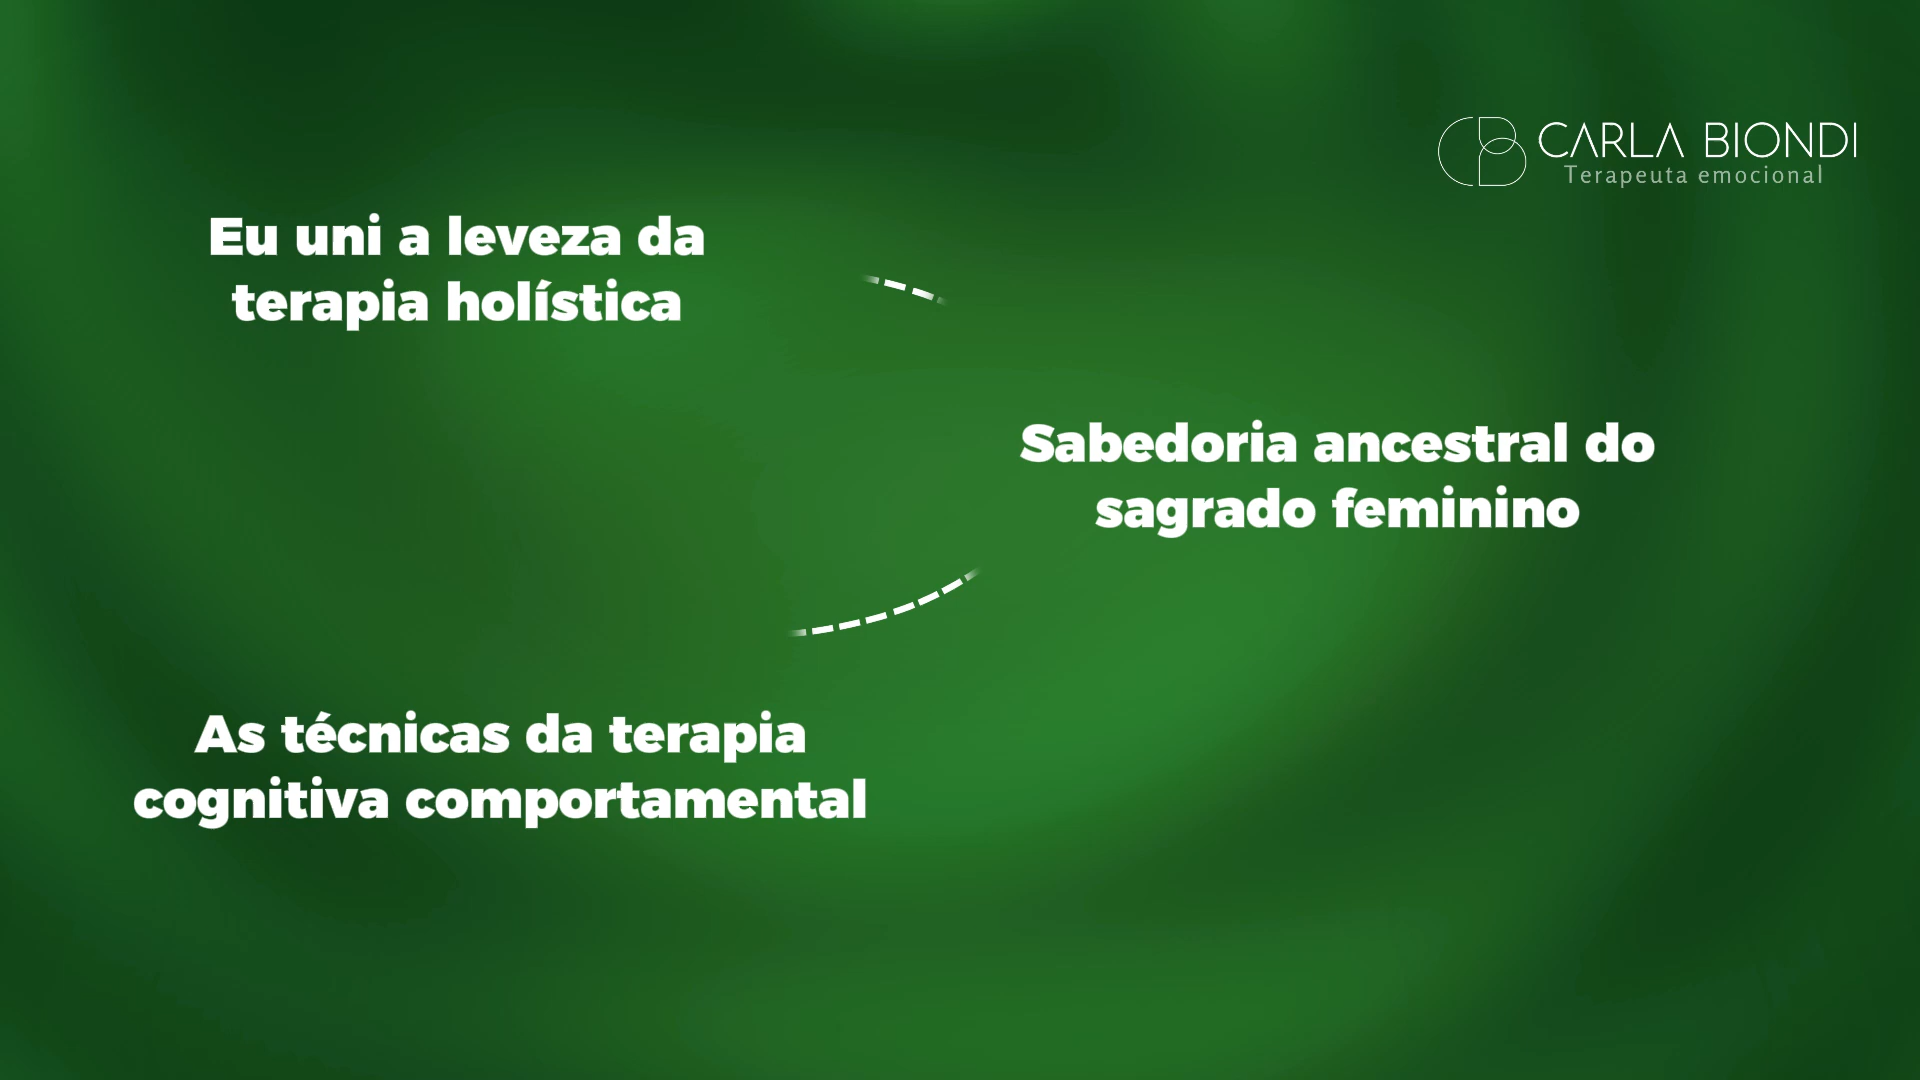 CARLA BIONDI
Terapeuta emocional
Eu uni a leveza da
terapia holística
Sabedoria ancestral do
sagrado feminino
As técnicas da terapia
cognitiva comportamental